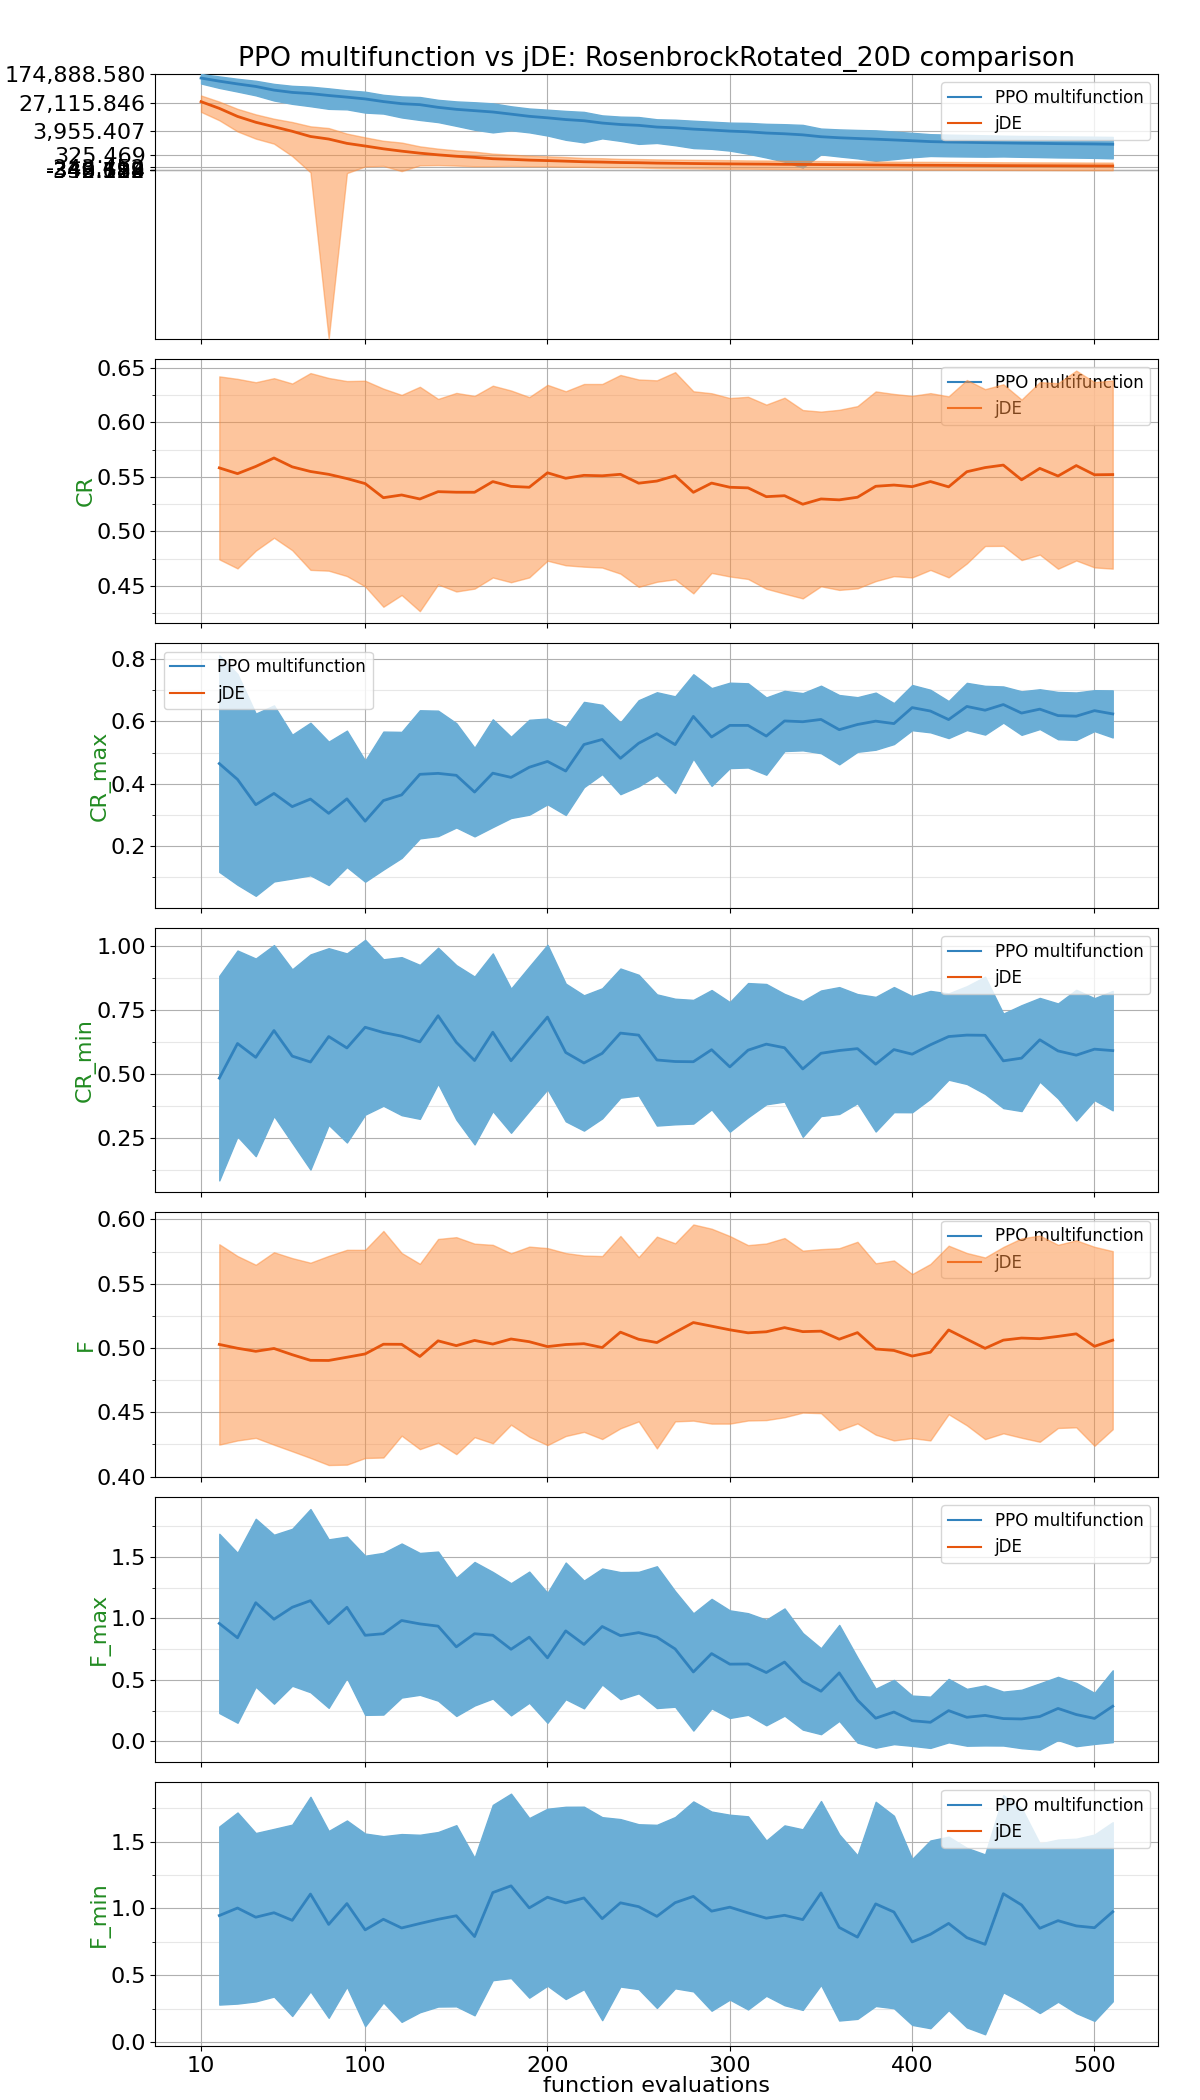 PPO multifunction vs jDE: RosenbrockRotated_20D comparison
174,888.580
27,115.846
3,955.407
325.469
PPO multifunction
jDE
0.65
0.60
0.55
0.50
0.45
CR
PPO multifunction
jDE
0.8
0.6
0.4
0.2
CR_max
PPO multifunction
jDE
1.00
0.75
0.50
0.25
CR_min
PPO multifunction
jDE
0.60
0.55
0.50
0.45
0.40
F
PPO multifunction
jDE
1.5
1.0
0.5
0.0
F_max
PPO multifunction
jDE
1.5
1.0
0.5
0.0
F_min
PPO multifunction
jDE
10 100 200 300 400 500
function evaluations